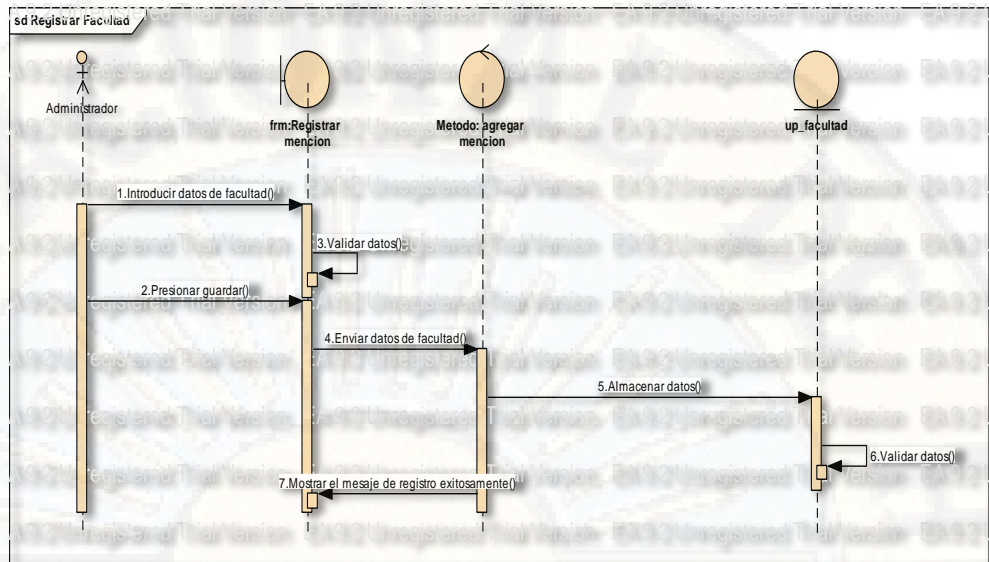 sd Registrar Facultad
Administrador
frm:Registrar
mencion
Metodo: agregar
mencion
up_facultad
1.Introducir datos de facultad()
3.Validar datos()
2.Presionar guardar()
4.Enviar datos de facultad()
5.Almacenar datos()
6.Validar datos()
7.Mostrar el mesaje de registro exitosamente()